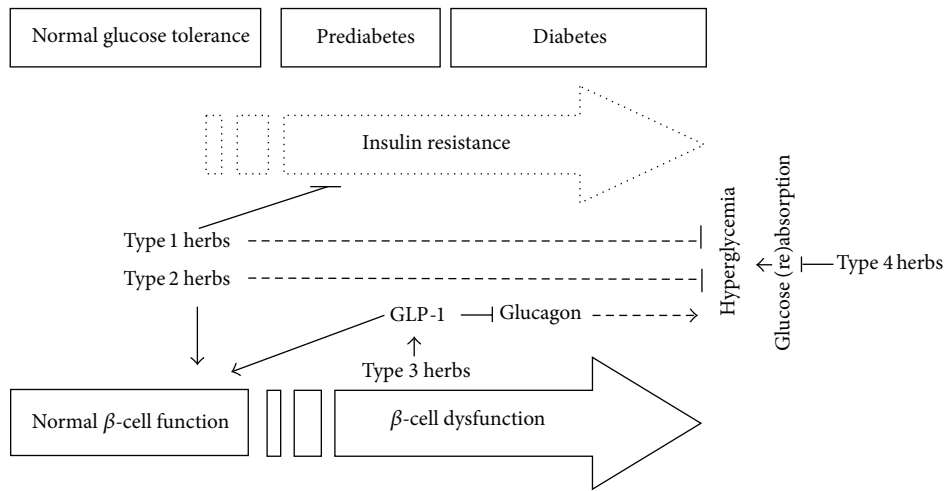 Normal glucose tolerance
Prediabetes
Diabetes
Insulin resistance
Type 1 herbs
Type 2 herbs
GLP-1
Glucagon
Type 3 herbs
Hyperglycemia
Glucose (re)absorption
Type 4 herbs
Normal β-cell function
β-cell dysfunction